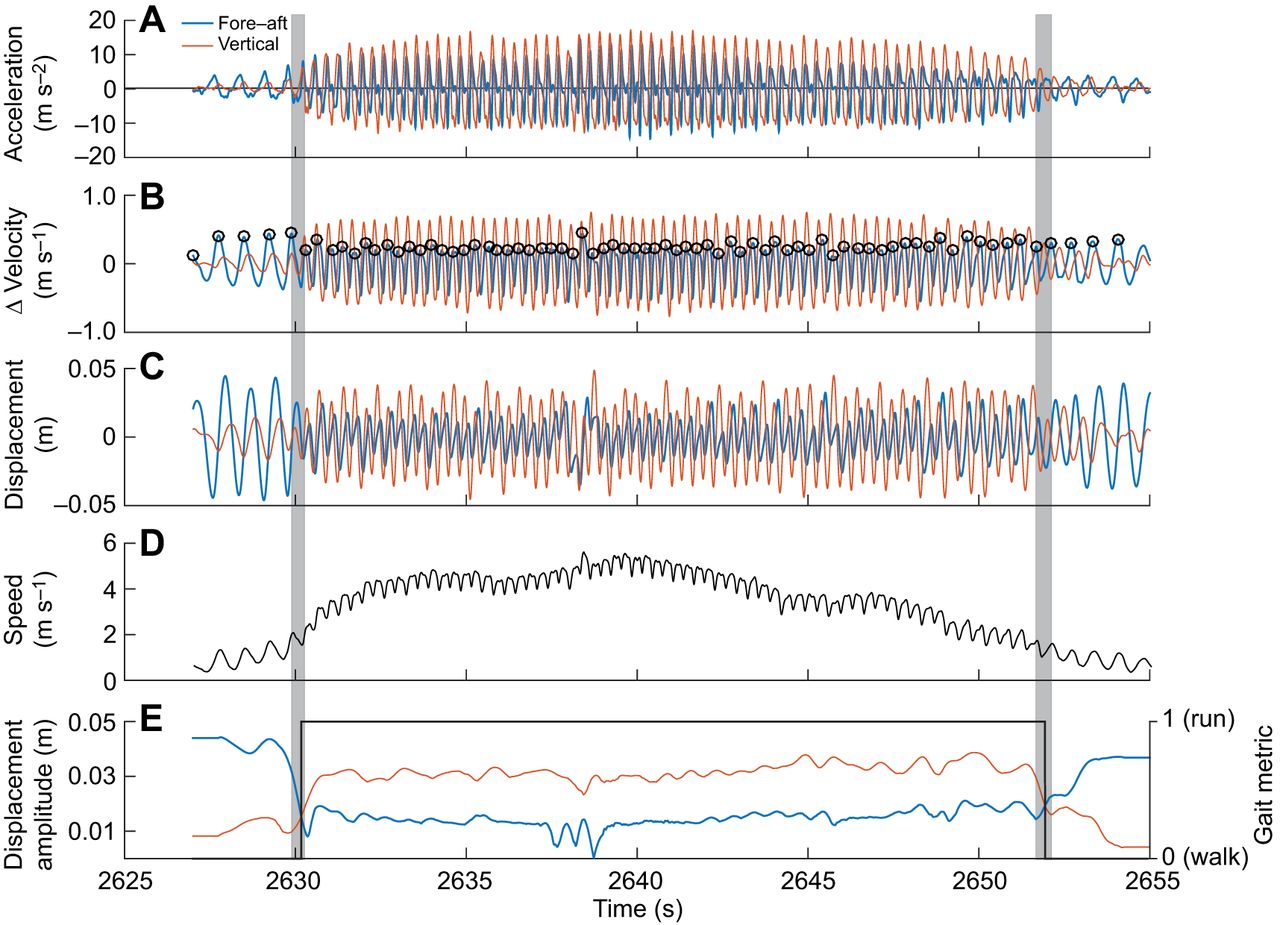 A
Fore–aft
Vertical
Acceleration
(m s–2)
20
10
0
–10
–20
B
Δ Velocity
(m s–1)
1.0
0
–1.0
C
Displacement
(m)
0.05
0
–0.05
D
Speed
(m s–1)
6
4
2
0
E
Displacement
amplitude (m)
0.05
0.03
0.01
1 (run)
0 (walk)
Gait metric
2625 2630 2635 2640 2645 2650 2655
Time (s)